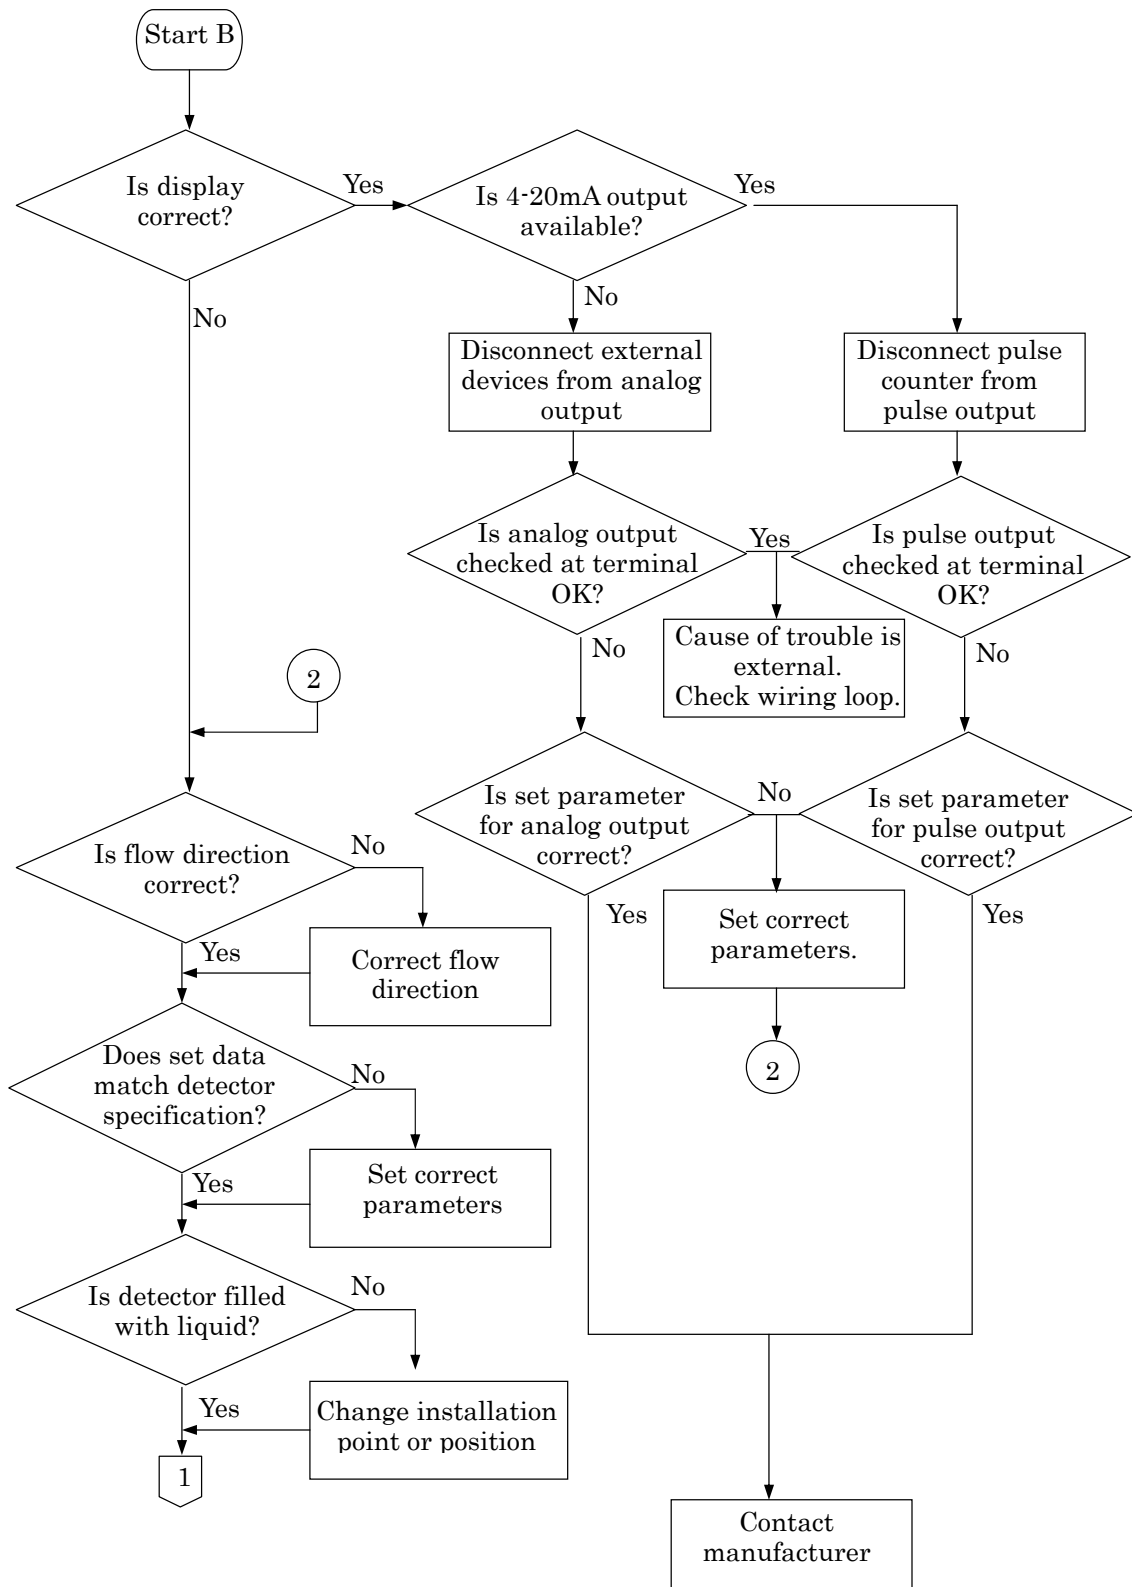 Start B
Is display
correct?
Yes
Is 4-20mA output
available?
Yes
No
No
Disconnect external
devices from analog
output
Disconnect pulse
counter from
pulse output
Is analog output
checked at terminal
OK?
Yes
Is pulse output
checked at terminal
OK?
No
Cause of trouble is
external.
Check wiring loop.
No
2
Is set parameter
for analog output
correct?
No
Is set parameter
for pulse output
correct?
Is flow direction
correct?
No
Yes
Set correct
parameters.
Yes
Yes
Correct flow
direction
2
Does set data
match detector
specification?
No
Yes
Set correct
parameters
Is detector filled
with liquid?
No
Yes
Change installation
point or position
1
Contact
manufacturer